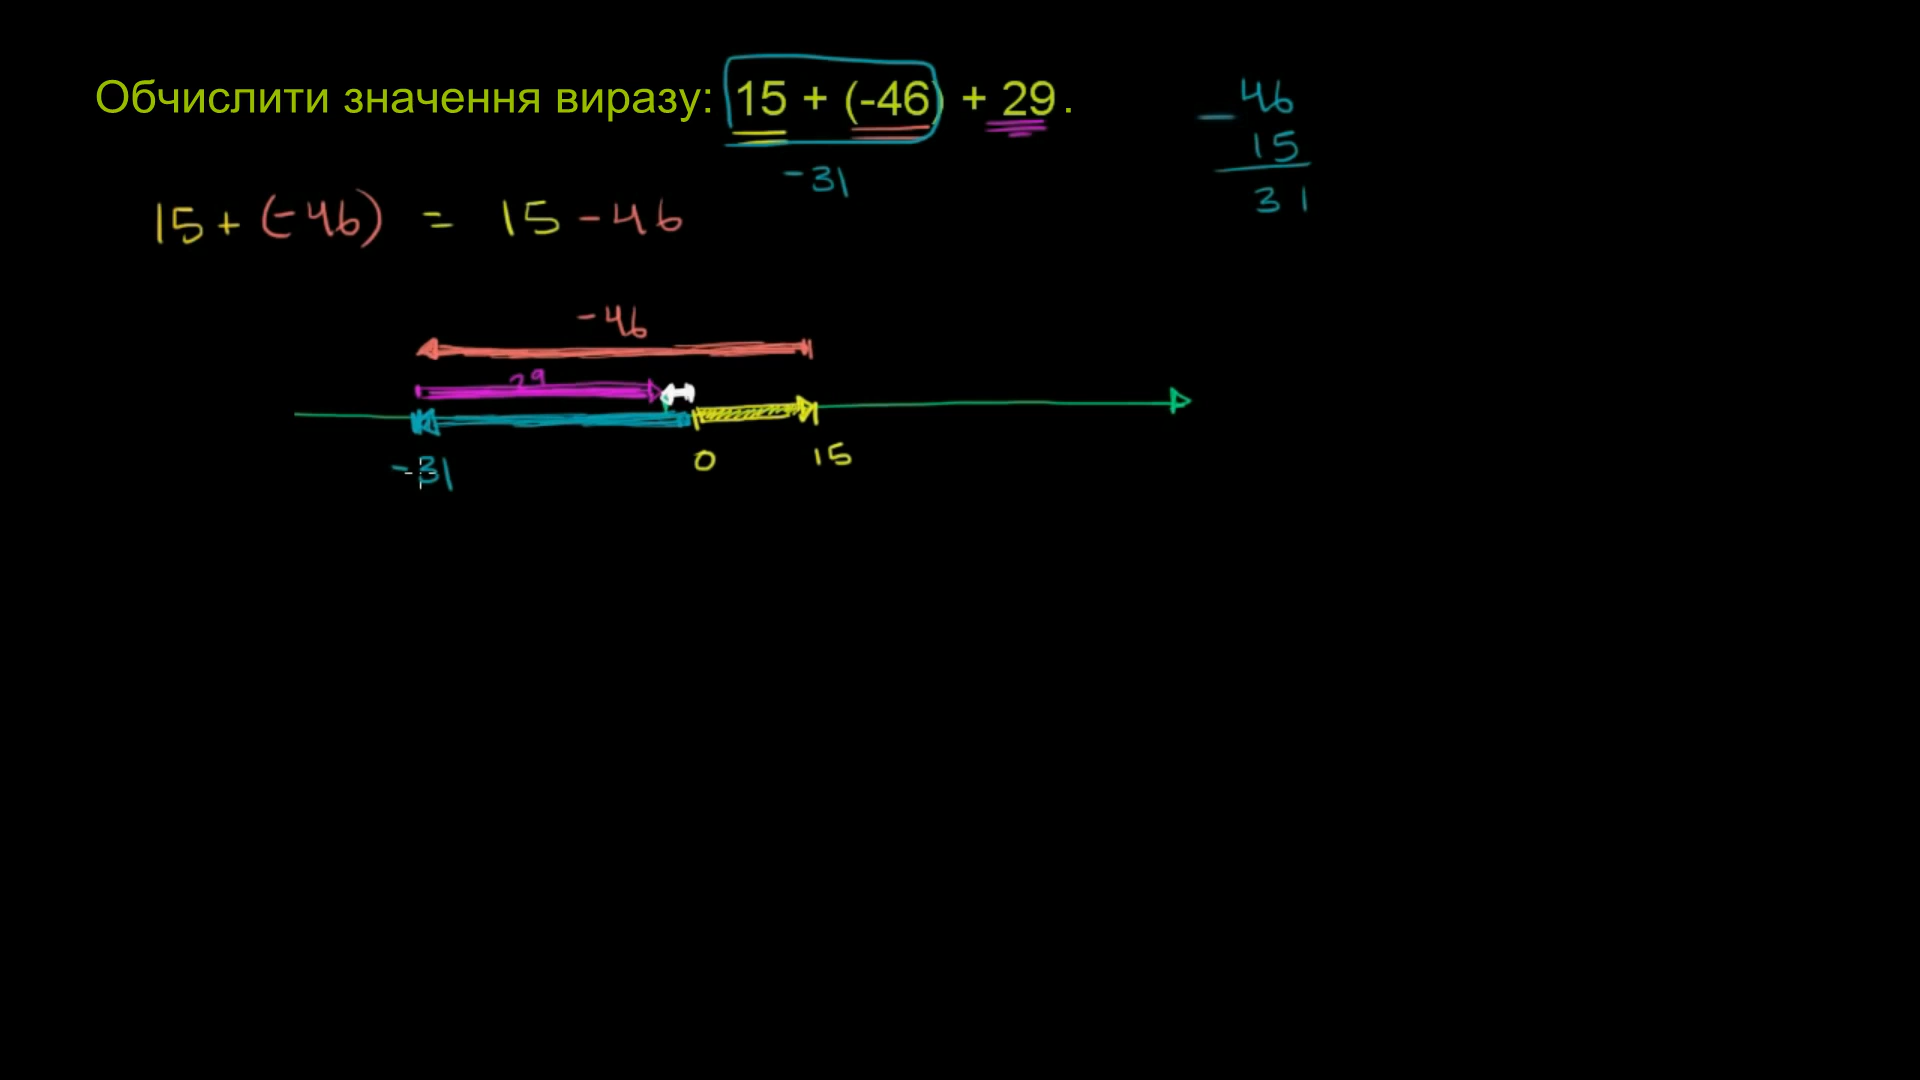 Обчислити значення виразу: 15 + (-46) + 29.
-31
46
- 15
31
15 + (-46) = 15 - 46
-46
29
-31 0 15